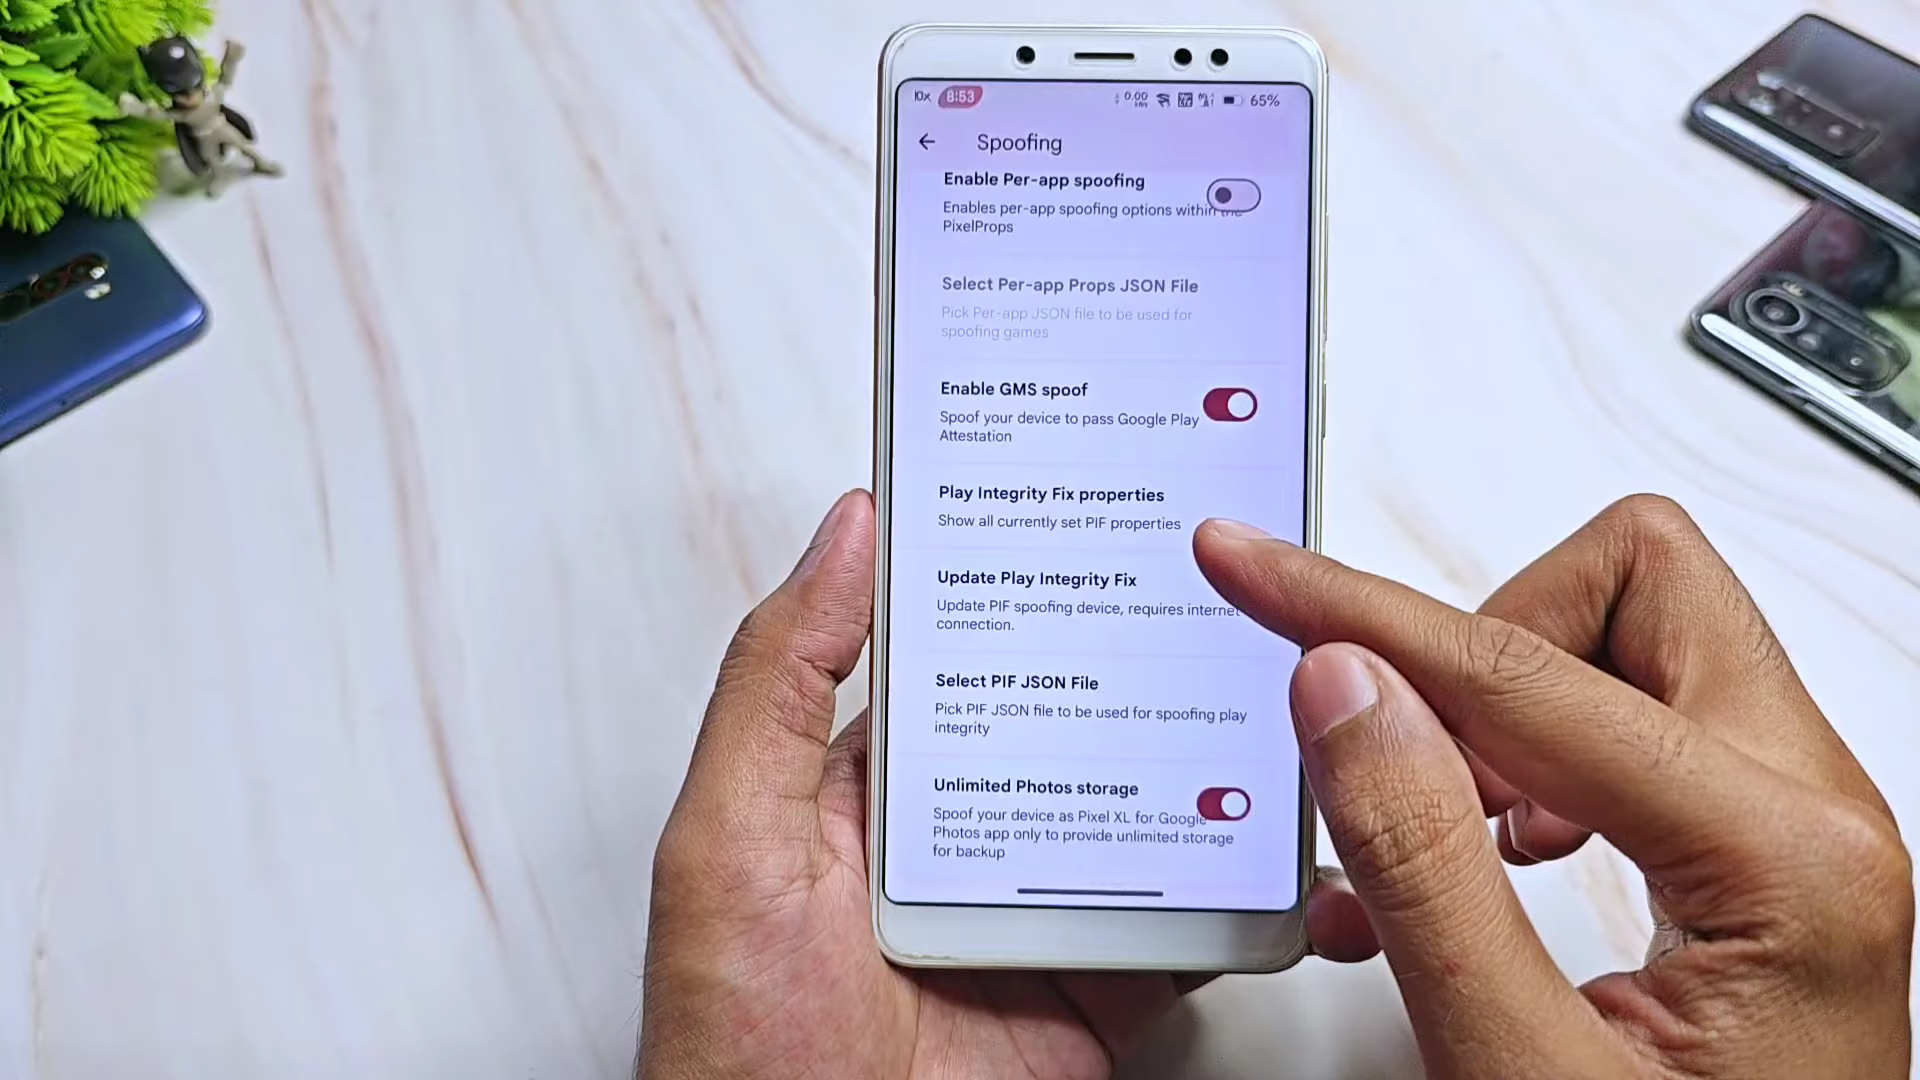 10x 8:53 0.00 65%
Spoofing
Enable Per-app spoofing
Enables per-app spoofing options within the
PixelProps
Select Per-app Props JSON File
Pick Per-app JSON file to be used for
spoofing games
Enable GMS spoof
Spoof your device to pass Google Play
Attestation
Play Integrity Fix properties
Show all currently set PIF properties
Update Play Integrity Fix
Update PIF spoofing device, requires internet
connection.
Select PIF JSON File
Pick PIF JSON file to be used for spoofing play
integrity
Unlimited Photos storage
Spoof your device as Pixel XL for Google
Photos app only to provide unlimited storage
for backup